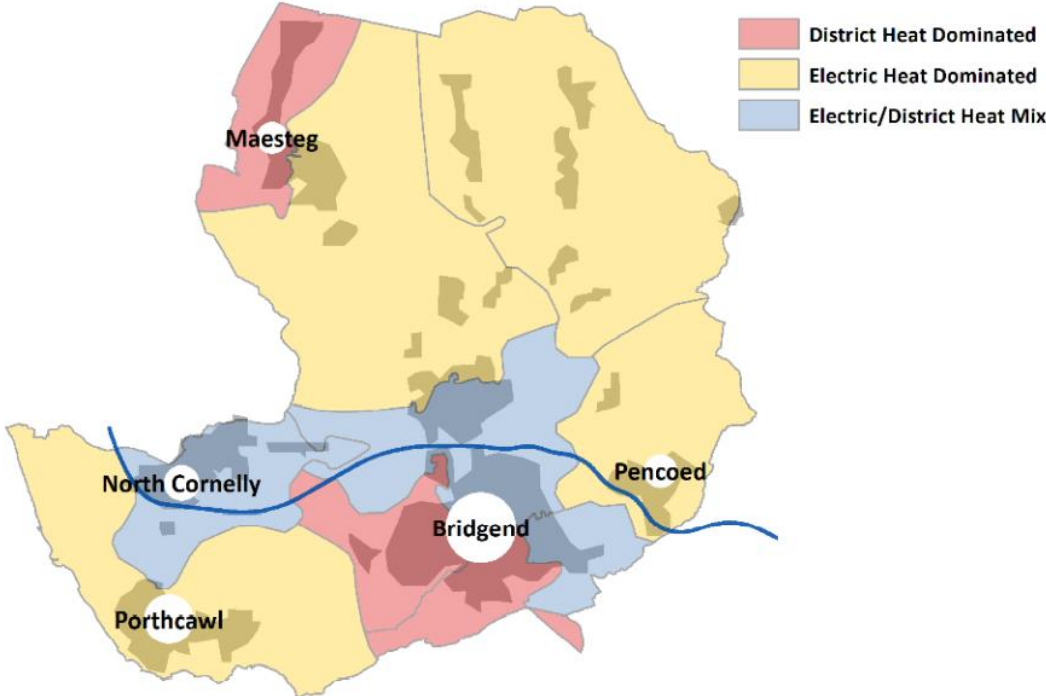 District Heat Dominated
Electric Heat Dominated
Electric/District Heat Mix
Maesteg
North Cornelly
Pencoed
Bridgend
Porthcawl